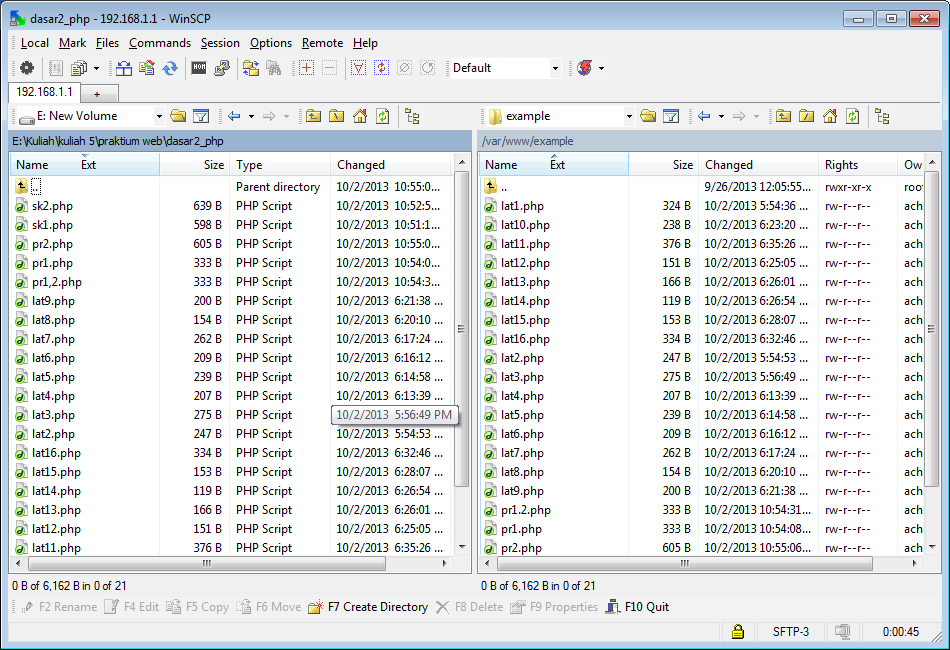 dasar2_php - 192.168.1.1 - WinSCP
Local Mark Files Commands Session Options Remote Help
Default
192.168.1.1 +
E: New Volume example
E:\Kuliah\kuliah 5\praktium web\dasar2_php /var/www/example
Name Ext Size Type Changed Name Ext Size Changed Rights Ow
.. Parent directory 10/2/2013 10:55:0... .. 9/26/2013 12:05:55... rwxr-xr-x roo
sk2.php 639 B PHP Script 10/2/2013 10:52:5... lat1.php 324 B 10/2/2013 5:54:36 ... rw-r--r-- ach
sk1.php 598 B PHP Script 10/2/2013 10:51:1... lat10.php 238 B 10/2/2013 6:23:20 ... rw-r--r-- ach
pr2.php 605 B PHP Script 10/2/2013 10:55:0... lat11.php 376 B 10/2/2013 6:35:26 ... rw-r--r-- ach
pr1.php 333 B PHP Script 10/2/2013 10:54:0... lat12.php 151 B 10/2/2013 6:25:05 ... rw-r--r-- ach
pr1,2.php 333 B PHP Script 10/2/2013 10:54:3... lat13.php 166 B 10/2/2013 6:26:01 ... rw-r--r-- ach
lat9.php 200 B PHP Script 10/2/2013 6:21:38 ... lat14.php 119 B 10/2/2013 6:26:54 ... rw-r--r-- ach
lat8.php 154 B PHP Script 10/2/2013 6:20:10 ... lat15.php 153 B 10/2/2013 6:28:07 ... rw-r--r-- ach
lat7.php 262 B PHP Script 10/2/2013 6:17:24 ... lat16.php 334 B 10/2/2013 6:32:46 ... rw-r--r-- ach
lat6.php 209 B PHP Script 10/2/2013 6:16:12 ... lat2.php 247 B 10/2/2013 5:54:53 ... rw-r--r-- ach
lat5.php 239 B PHP Script 10/2/2013 6:14:58 ... lat3.php 275 B 10/2/2013 5:56:49 ... rw-r--r-- ach
lat4.php 207 B PHP Script 10/2/2013 6:13:39 ... lat4.php 207 B 10/2/2013 6:13:39 ... rw-r--r-- ach
lat3.php 275 B PHP Script 10/2/2013 5:56:49 PM lat5.php 239 B 10/2/2013 6:14:58 ... rw-r--r-- ach
lat2.php 247 B PHP Script 10/2/2013 5:54:53 ... lat6.php 209 B 10/2/2013 6:16:12 ... rw-r--r-- ach
lat16.php 334 B PHP Script 10/2/2013 6:32:46 ... lat7.php 262 B 10/2/2013 6:17:24 ... rw-r--r-- ach
lat15.php 153 B PHP Script 10/2/2013 6:28:07 ... lat8.php 154 B 10/2/2013 6:20:10 ... rw-r--r-- ach
lat14.php 119 B PHP Script 10/2/2013 6:26:54 ... lat9.php 200 B 10/2/2013 6:21:38 ... rw-r--r-- ach
lat13.php 166 B PHP Script 10/2/2013 6:26:01 ... pr1.2.php 333 B 10/2/2013 10:54:31... rw-r--r-- ach
lat12.php 151 B PHP Script 10/2/2013 6:25:05 ... pr1.php 333 B 10/2/2013 10:54:08... rw-r--r-- ach
lat11.php 376 B PHP Script 10/2/2013 6:35:26 ... pr2.php 605 B 10/2/2013 10:55:06... rw-r--r-- ach
0 B of 6,162 B in 0 of 21 0 B of 6,162 B in 0 of 21
F2 Rename F4 Edit F5 Copy F6 Move F7 Create Directory F8 Delete F9 Properties F10 Quit
SFTP-3 0:00:45